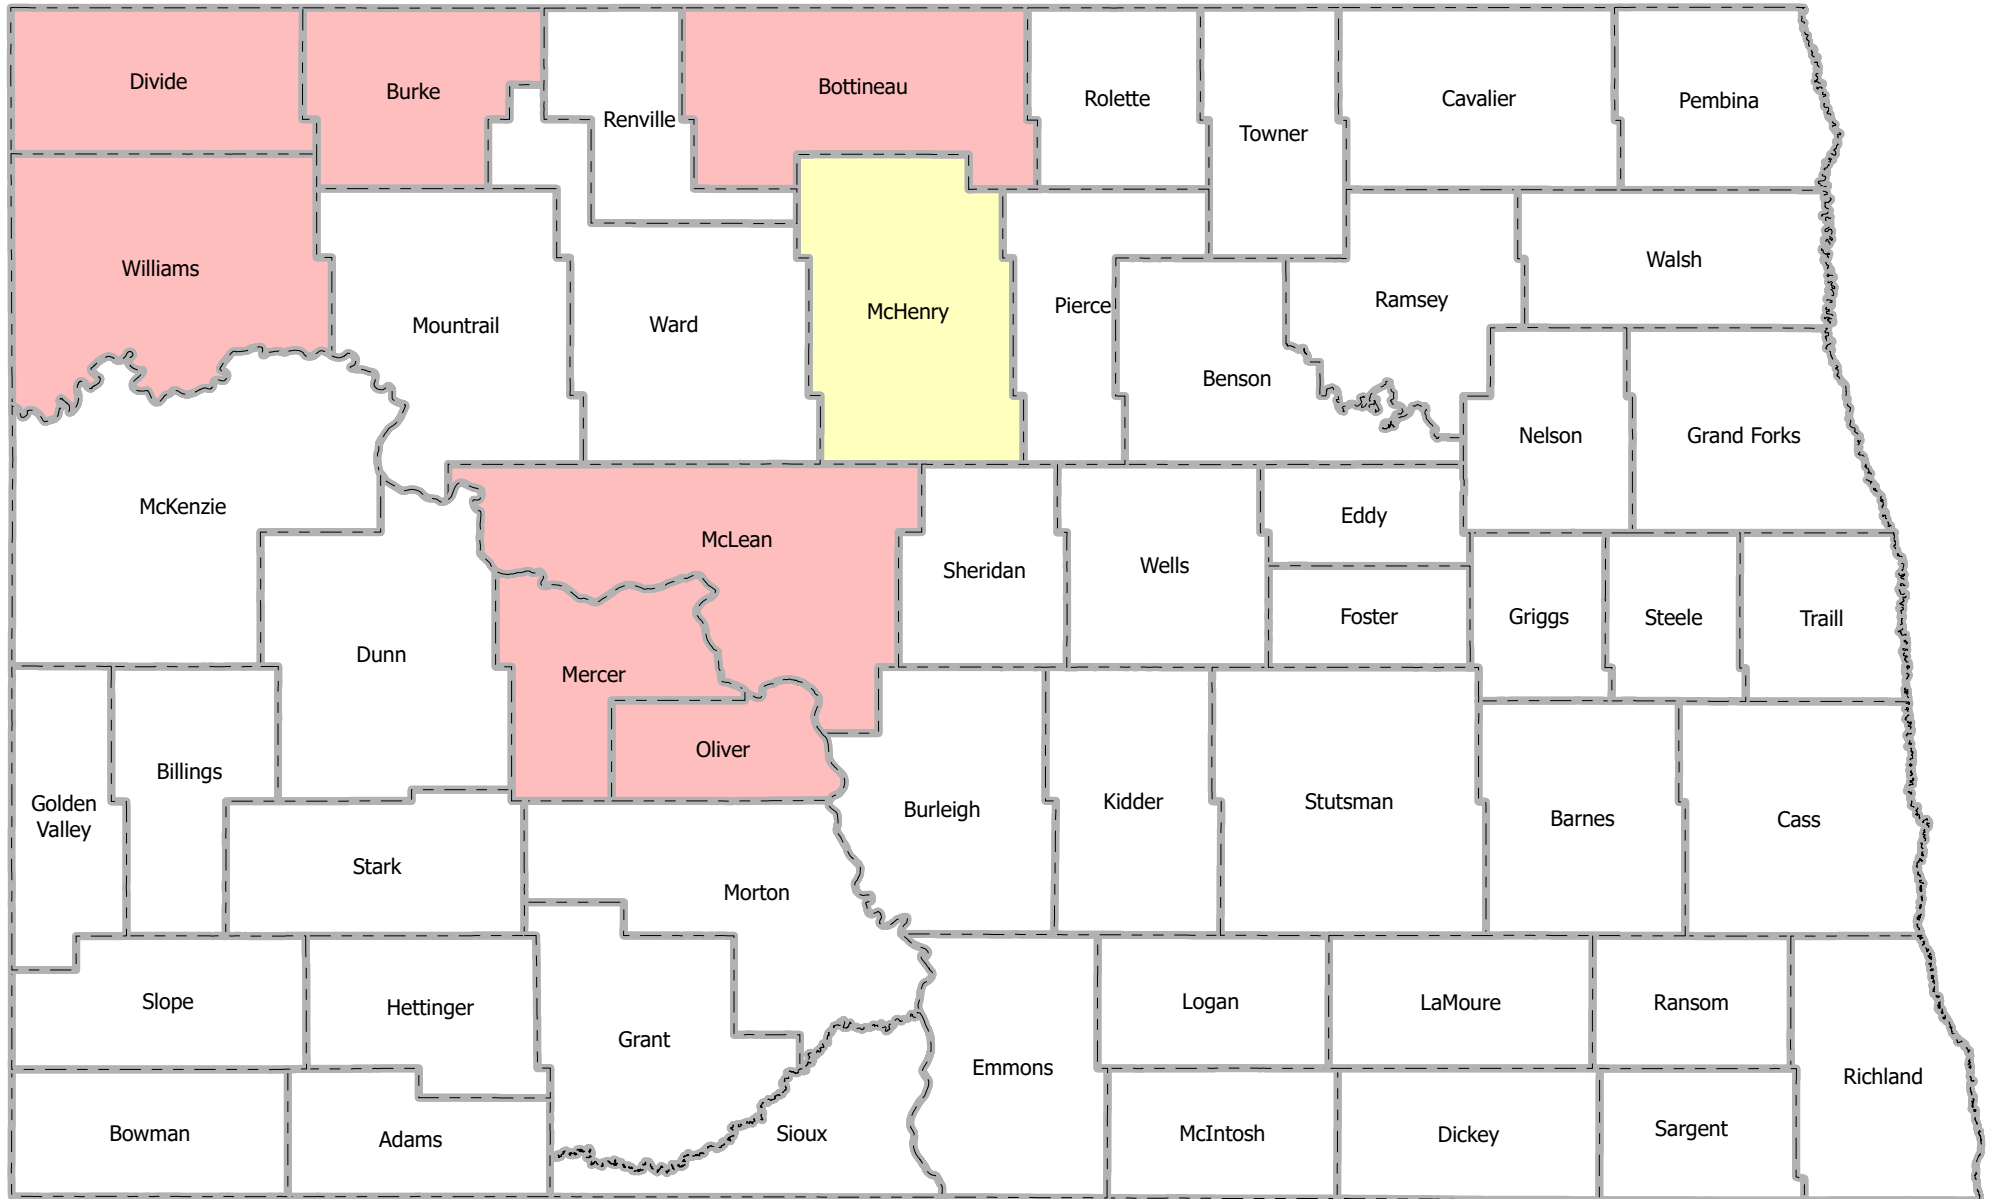 Divide
Burke
Renville
Bottineau
Rolette
Towner
Cavalier
Pembina
Williams
Mountrail
Ward
McHenry
Pierce
Benson
Ramsey
Walsh
Nelson
Grand Forks
McKenzie
Dunn
McLean
Mercer
Oliver
Sheridan
Wells
Eddy
Foster
Griggs
Steele
Traill
Golden
Valley
Billings
Stark
Morton
Burleigh
Kidder
Stutsman
Barnes
Cass
Slope
Hettinger
Grant
Emmons
Logan
LaMoure
Ransom
Richland
Bowman
Adams
Sioux
McIntosh
Dickey
Sargent